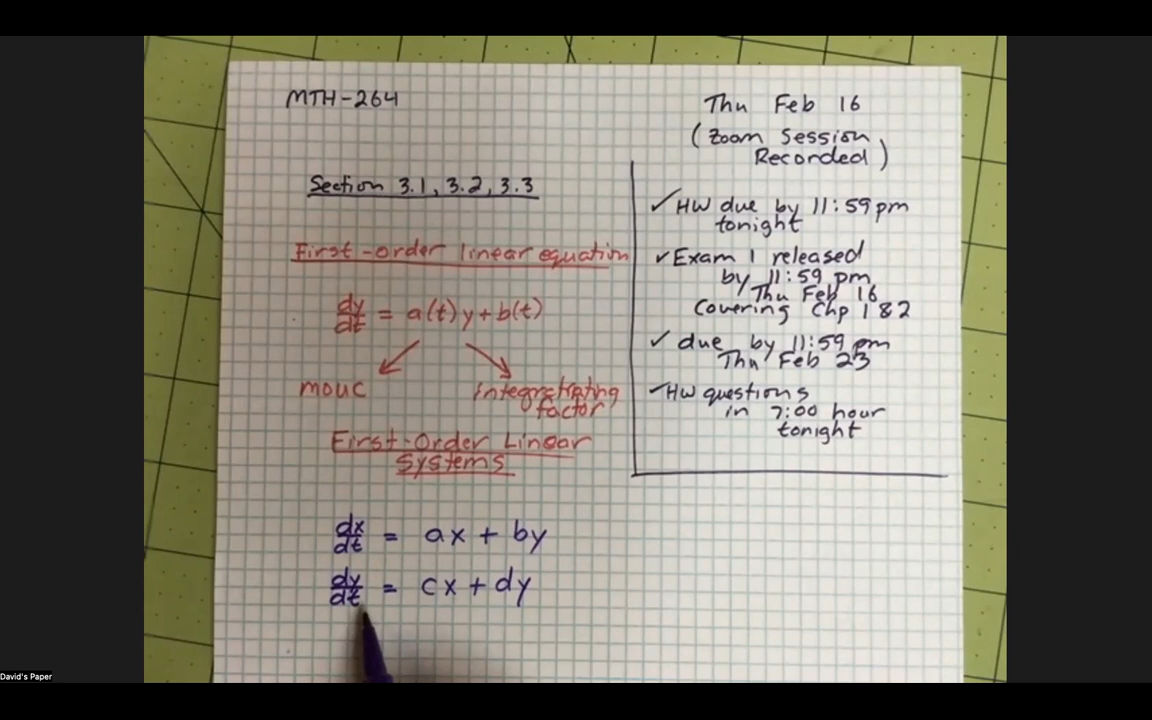 MTH-264
Thu Feb 16
(Zoom Session
Recorded)
Section 3.1, 3.2, 3.3
First-order linear equation
dy/dt = a(t)y + b(t)
MOUC
integratrating
factor
First-Order Linear
Systems
dx/dt = ax + by
dy/dt = cx + dy
✓HW due by 11:59pm
tonight
✓Exam 1 released
by 11:59 pm
Thu Feb 16
Covering Chp 1 & 2
✓ due by 11:59 pm
Thu Feb 23
✓HW questions
in 7:00 hour
tonight
David's Paper